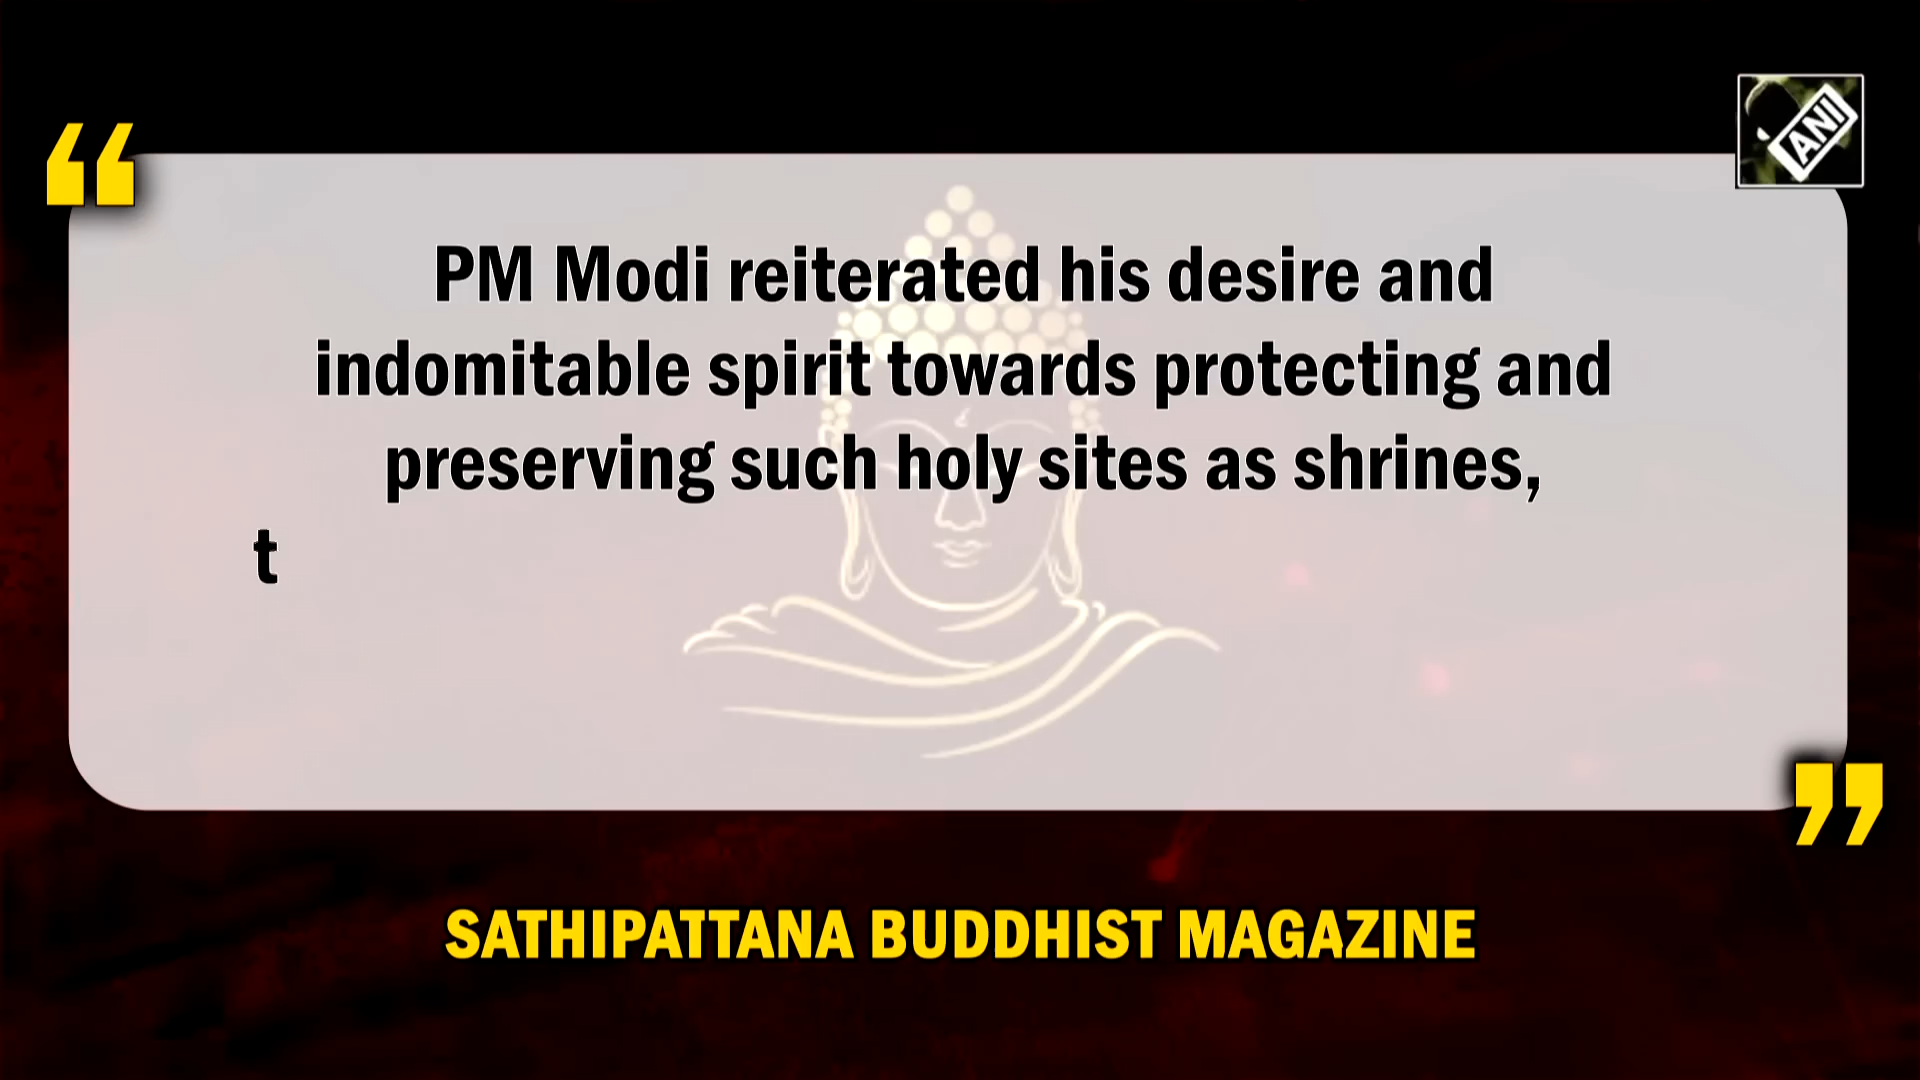 ANI
“
PM Modi reiterated his desire and
indomitable spirit towards protecting and
preserving such holy sites as shrines,
t
”
SATHIPATTANA BUDDHIST MAGAZINE